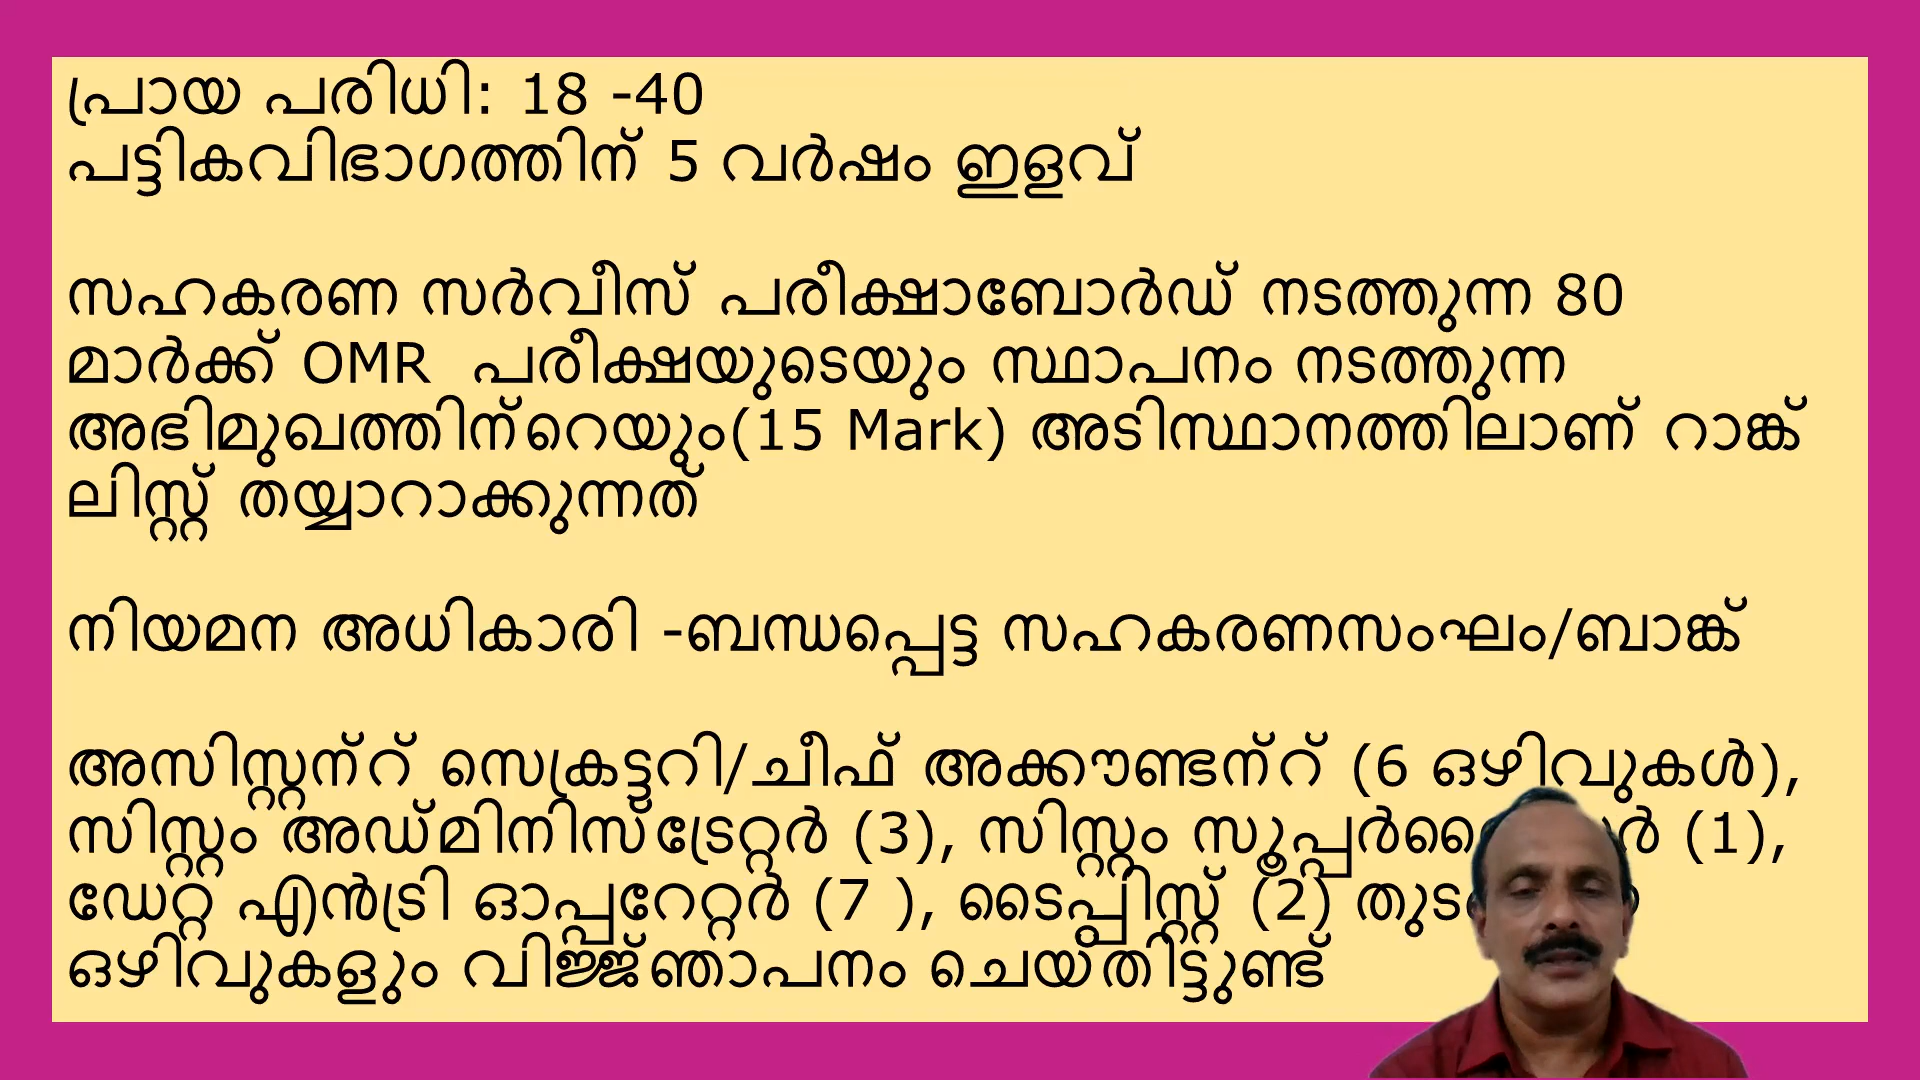 പ്രായ പരിധി: 18 -40
പട്ടികവിഭാഗത്തിന് 5 വർഷം ഇളവ്
സഹകരണ സർവീസ് പരീക്ഷാബോർഡ് നടത്തുന്ന 80
മാർക്ക് OMR  പരീക്ഷയുടെയും സ്ഥാപനം നടത്തുന്ന
അഭിമുഖത്തിന്‌റെയും(15 Mark) അടിസ്ഥാനത്തിലാണ് റാങ്ക്
ലിസ്റ്റ് തയ്യാറാക്കുന്നത്
നിയമന അധികാരി -ബന്ധപ്പെട്ട സഹകരണസംഘം/ബാങ്ക്
അസിസ്റ്റന്‌റ് സെക്രട്ടറി/ചീഫ് അക്കൗണ്ടന്‌റ് (6 ഒഴിവുകൾ),
സിസ്റ്റം അഡ്‌മിനിസ്‌ട്രേറ്റർ (3), സിസ്റ്റം (1),
ഡേറ്റ എൻട്രി ഓപ്പറേറ്റർ (7 ), ടൈപ്പിസ്റ്റ് (2)
ഒഴിവുകളും വിജ്ജ്ഞാപനം ചെയ്തിട്ടുണ്ട്